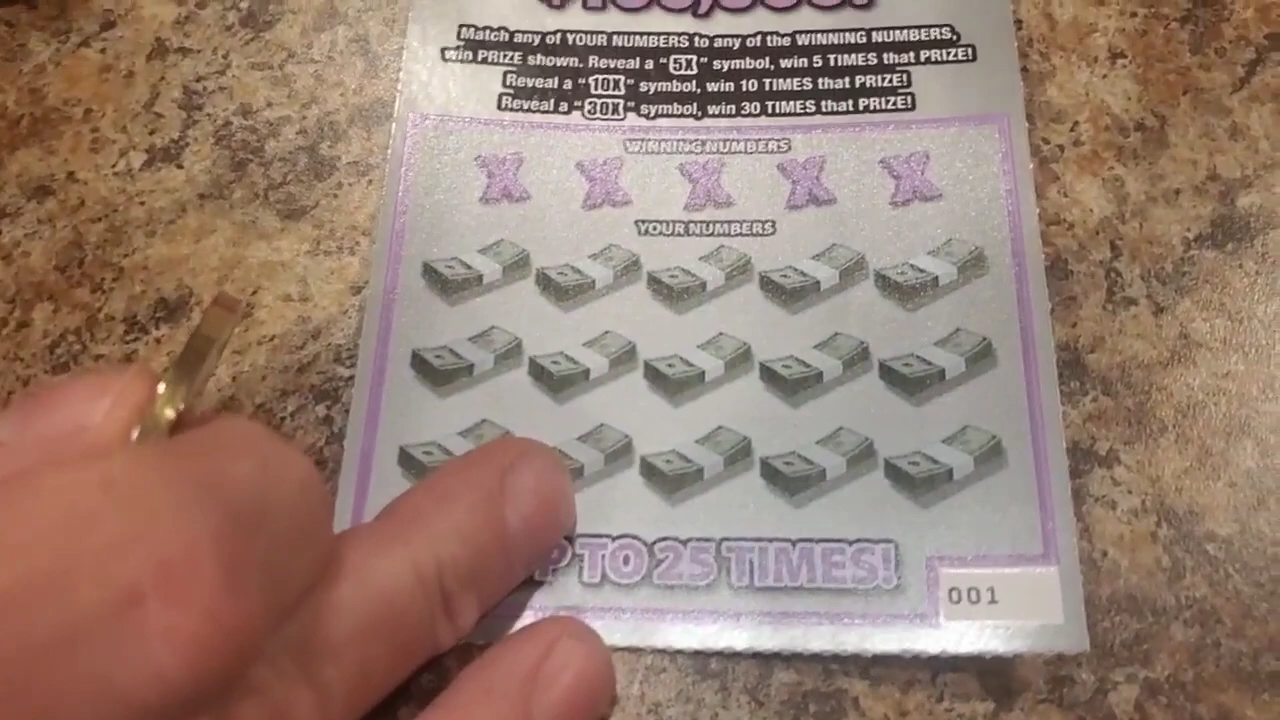 Match any of YOUR NUMBERS to any of the WINNING NUMBERS,
win PRIZE shown. Reveal a "5X" symbol, win 5 TIMES that PRIZE!
Reveal a "10X" symbol, win 10 TIMES that PRIZE!
Reveal a "30X" symbol, win 30 TIMES that PRIZE!
WINNING NUMBERS
X X X X X
YOUR NUMBERS
TO 25 TIMES!
001